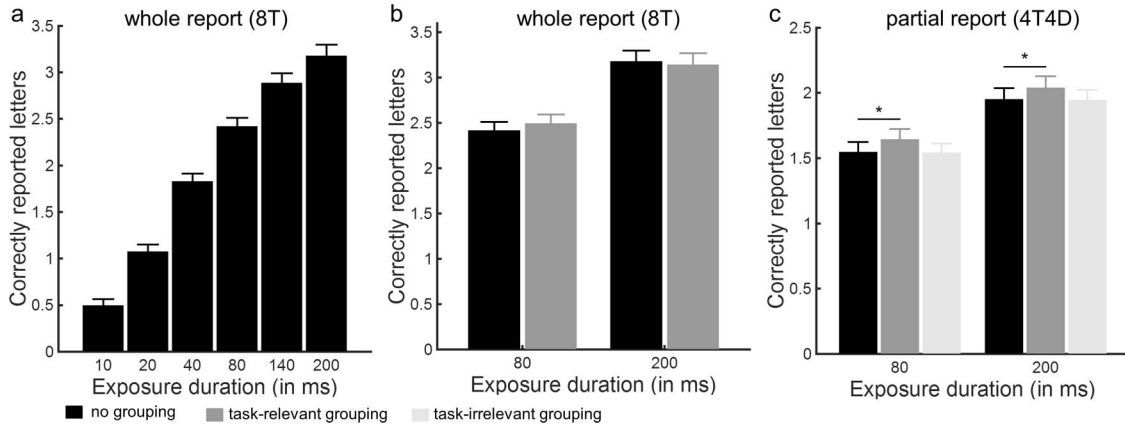 a
whole report (8T)
Correctly reported letters
3.5
3
2.5
2
1.5
1
0.5
0
10 20 40 80 140 200
Exposure duration (in ms)
b
whole report (8T)
Correctly reported letters
3.5
3
2.5
2
1.5
1
0.5
0
80 200
Exposure duration (in ms)
c
partial report (4T4D)
Correctly reported letters
2.5
2
1.5
1
0.5
0
* *
80 200
Exposure duration (in ms)
no grouping task-relevant grouping task-irrelevant grouping